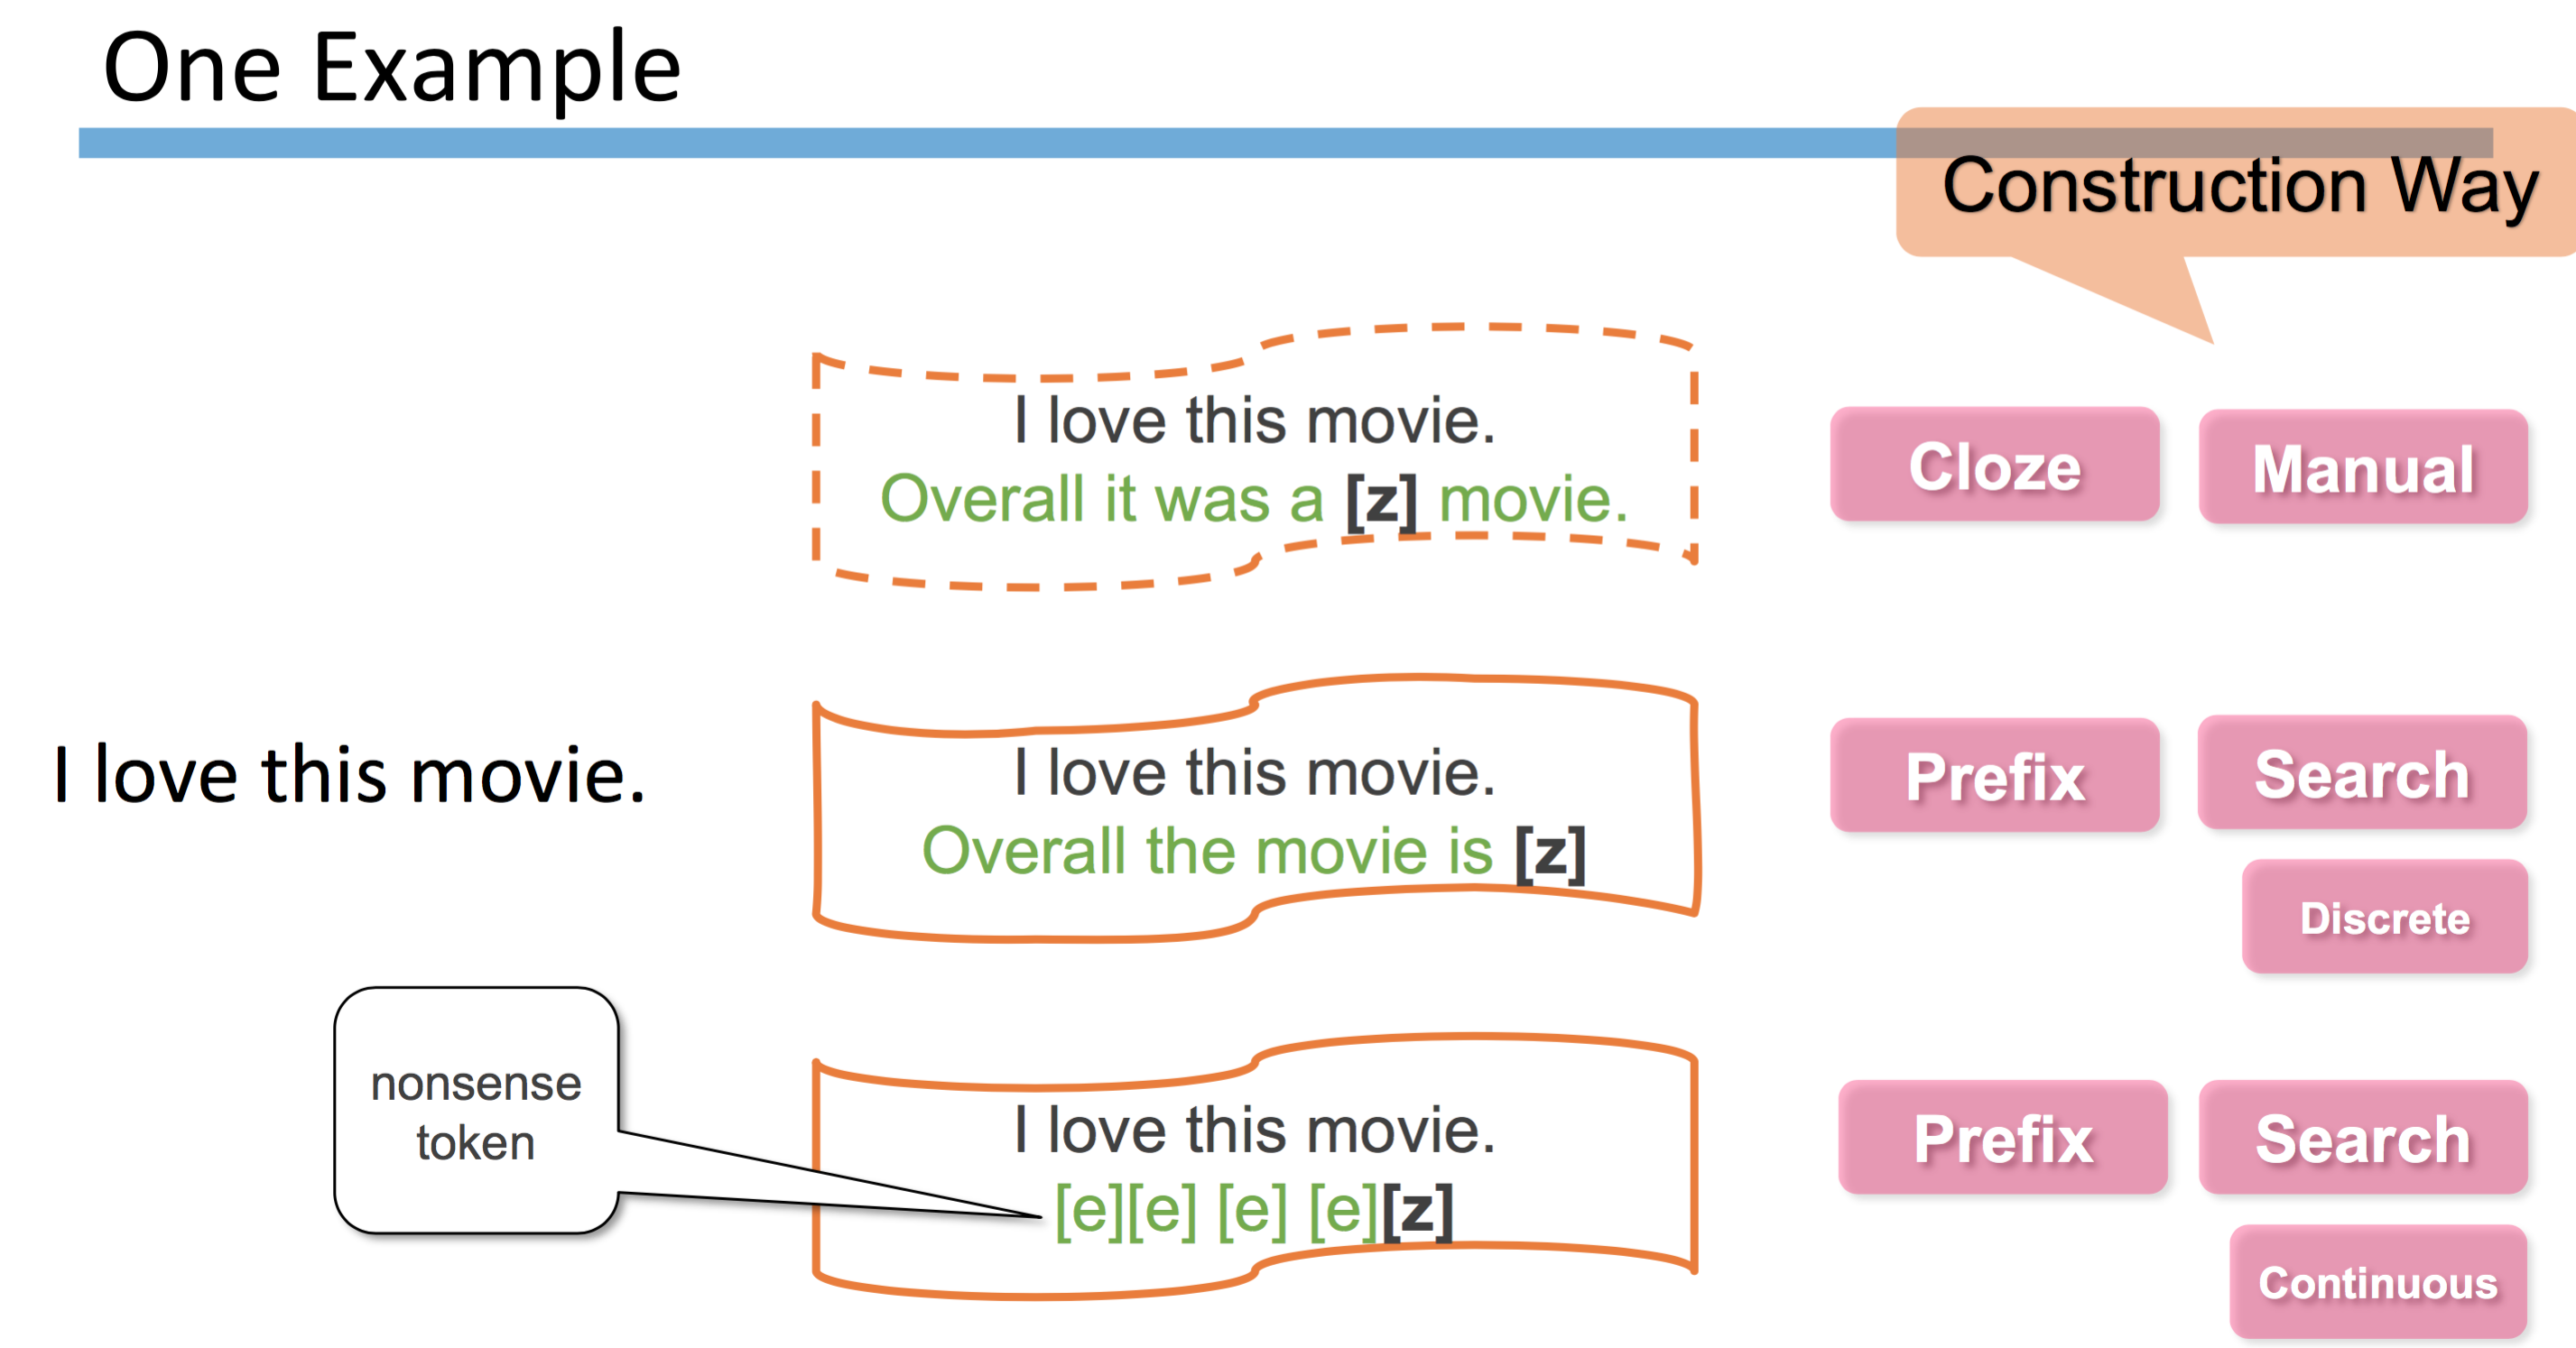 One Example
Construction Way
I love this movie.
Overall it was a [z] movie.
Cloze
Manual
I love this movie.
I love this movie.
Overall the movie is [z]
Prefix
Search
Discrete
nonsense
token
I love this movie.
[e][e] [e] [e][z]
Prefix
Search
Continuous